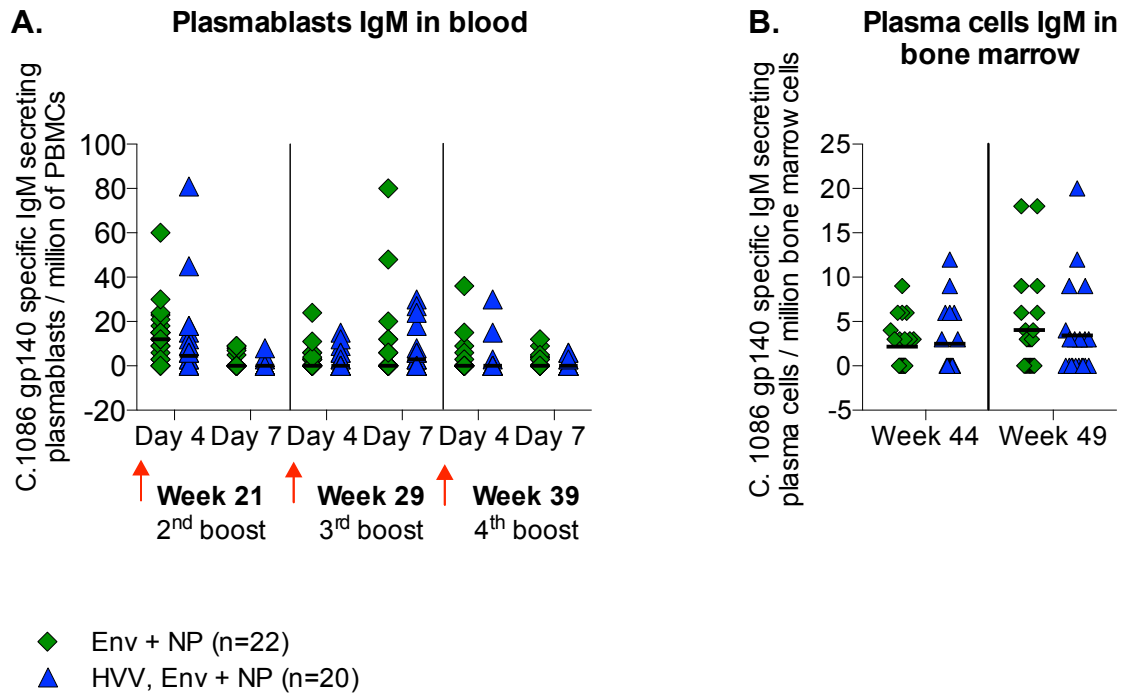 A.
Plasmablasts IgM in blood
C.1086 gp140 specific IgM secreting
plasmablasts / million of PBMCs
100
80
60
40
20
0
-20
Day 4 Day 7 Day 4 Day 7 Day 4 Day 7
Week 21 Week 29 Week 39
2nd boost 3rd boost 4th boost
B.
Plasma cells IgM in
bone marrow
C. 1086 gp140 specific IgM secreting
plasma cells / million bone marrow cells
25
20
15
10
5
0
-5
Week 44 Week 49
Env + NP (n=22)
HVV, Env + NP (n=20)